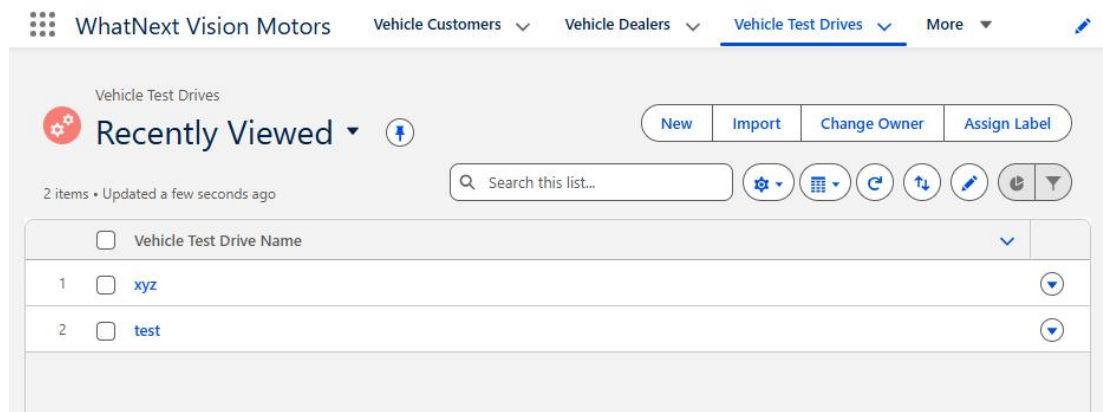 WhatNext Vision Motors Vehicle Customers Vehicle Dealers Vehicle Test Drives More
Vehicle Test Drives
Recently Viewed
New Import Change Owner Assign Label
2 items • Updated a few seconds ago
Search this list...
Vehicle Test Drive Name
1 xyz
2 test